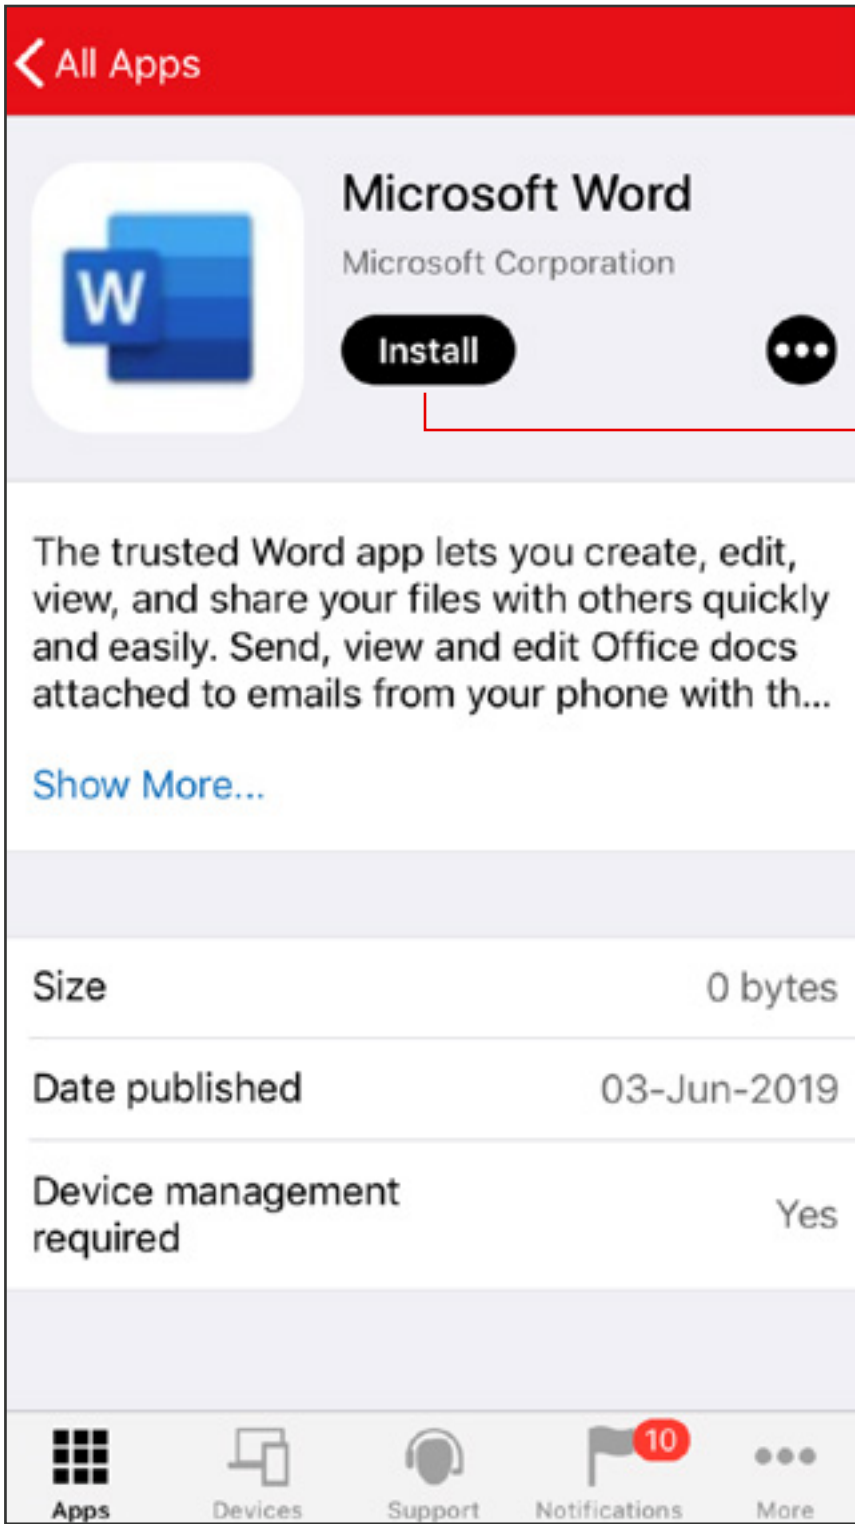 All Apps
Microsoft Word
W
Microsoft Corporation
Install
The trusted Word app lets you create, edit,
view, and share your files with others quickly
and easily. Send, view and edit Office docs
attached to emails from your phone with th...
Show More...
Size 0 bytes
Date published 03-Jun-2019
Device management
required Yes
10
Apps Devices Support Notifications More